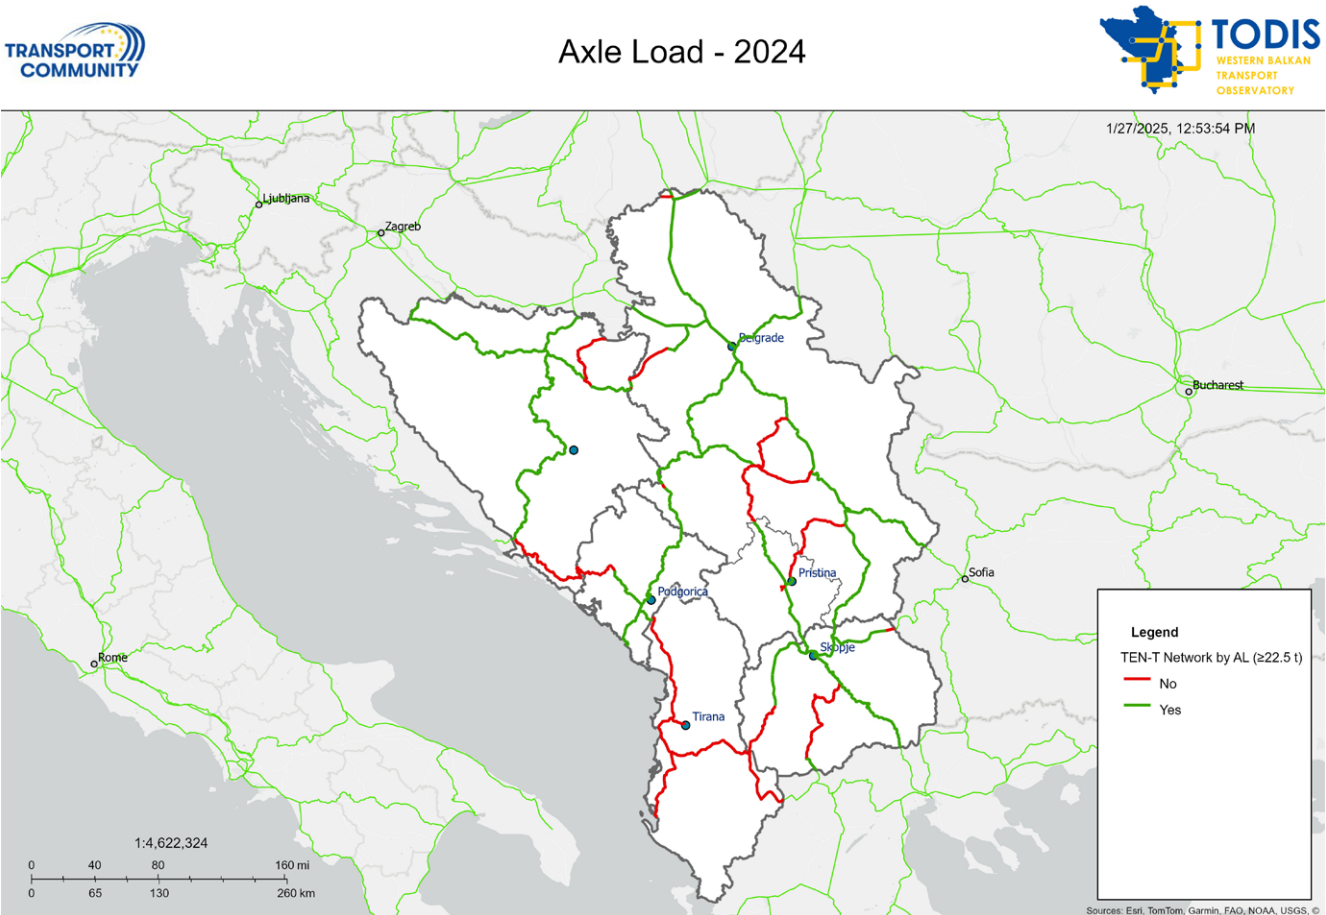 TRANSPORT
COMMUNITY
Axle Load - 2024
TODIS
WESTERN BALKAN
TRANSPORT
OBSERVATORY
1/27/2025, 12:53:54 PM
Ljubljana
Zagreb
Belgrade
Bucharest
Sofia
Pristina
Podgorica
Skopje
Rome
Tirana
Legend
TEN-T Network by AL (≥22.5 t)
No
Yes
1:4,622,324
0 40 80 160 mi
0 65 130 260 km
Sources: Esri, TomTom, Garmin, FAO, NOAA, USGS, ©